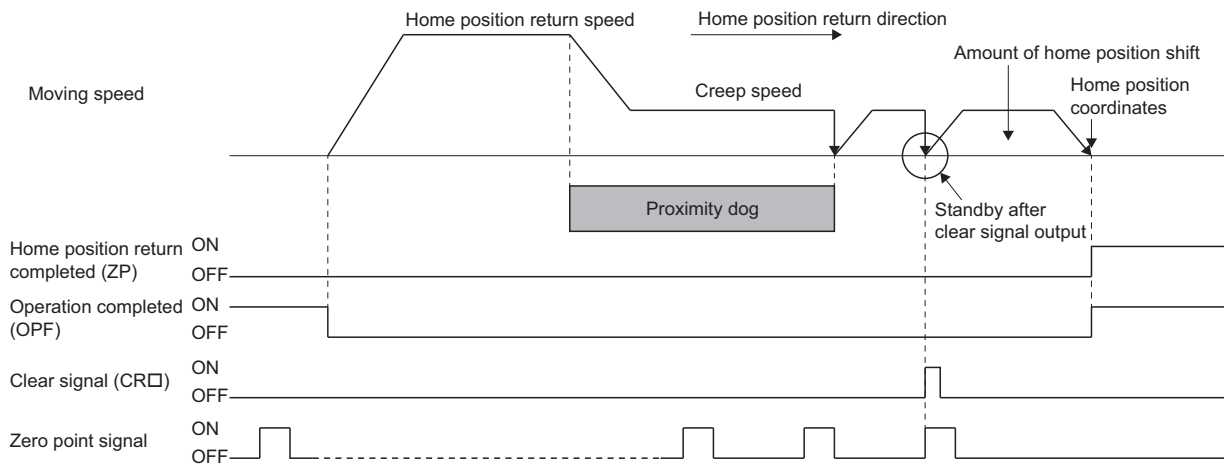 Home position return speed
Home position return direction
Amount of home position shift
Moving speed
Creep speed
Home position
coordinates
Proximity dog
Standby after
clear signal output
Home position return
completed (ZP)
ON
OFF
Operation completed
(OPF)
ON
OFF
Clear signal (CR□)
ON
OFF
Zero point signal
ON
OFF